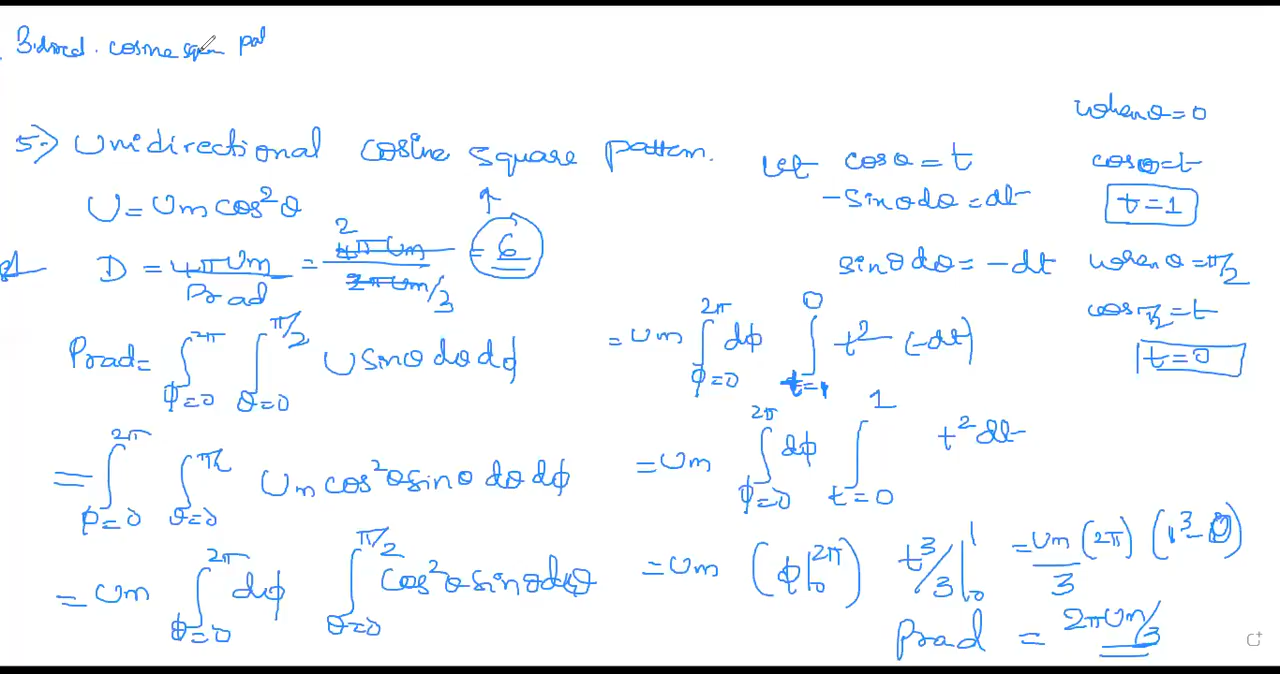 cosine
5.) Unidirectional cosine square pattern.
U = Um cos²θ
D = 4πUm / Prad = 4πUm / 2πUm/3 = 6
2
Prad = ∫_{φ=0}^{2π} ∫_{θ=0}^{π/2} U sinθ dθ dφ
= ∫_{φ=0}^{2π} ∫_{θ=0}^{π/2} Um cos²θ sinθ dθ dφ
= Um ∫_{φ=0}^{2π} dφ ∫_{θ=0}^{π/2} cos²θ sinθ dθ
Let cosθ = t
-sinθ dθ = dt
sinθ dθ = -dt
= Um ∫_{φ=0}^{2π} dφ ∫_{t=1}^{0} t² (-dt)
= Um ∫_{φ=0}^{2π} dφ ∫_{t=0}^{1} t² dt
= Um (φ|_0^{2π}) t³/3|_0^1 = Um/3 (2π) (1³-0)
Prad = 2πUm/3
when θ = 0
cosθ = t
t = 1
when θ = π/2
cos π/2 = t
t = 0